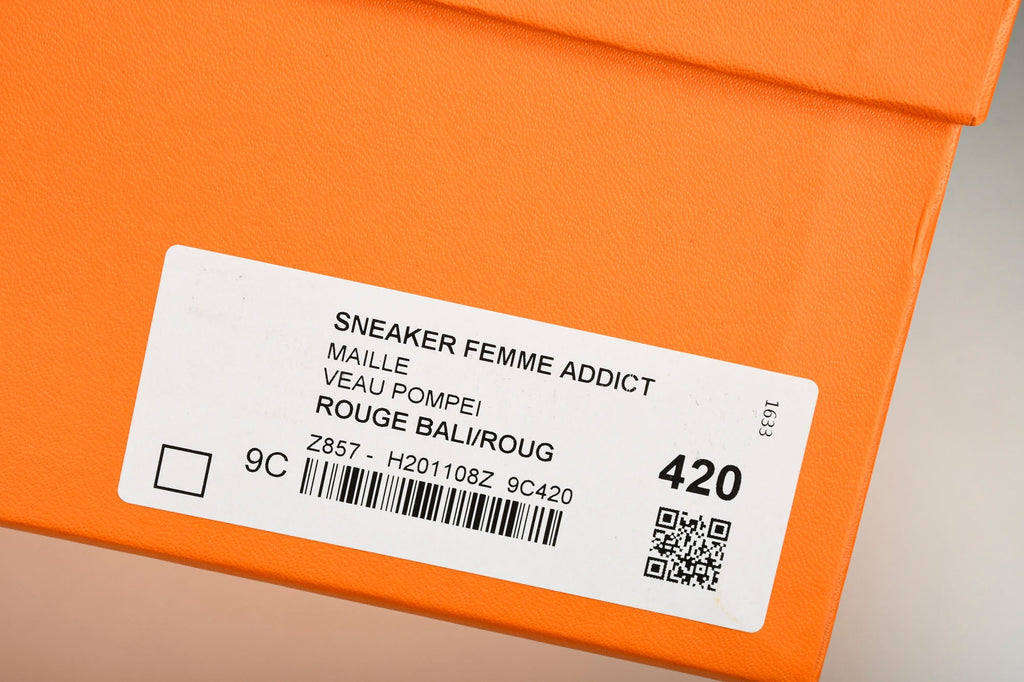 SNEAKER FEMME ADDICT
MAILLE
VEAU POMPEI
ROUGE BALI/ROUG
Z857 - H201108Z 9C420
9C
420
1633